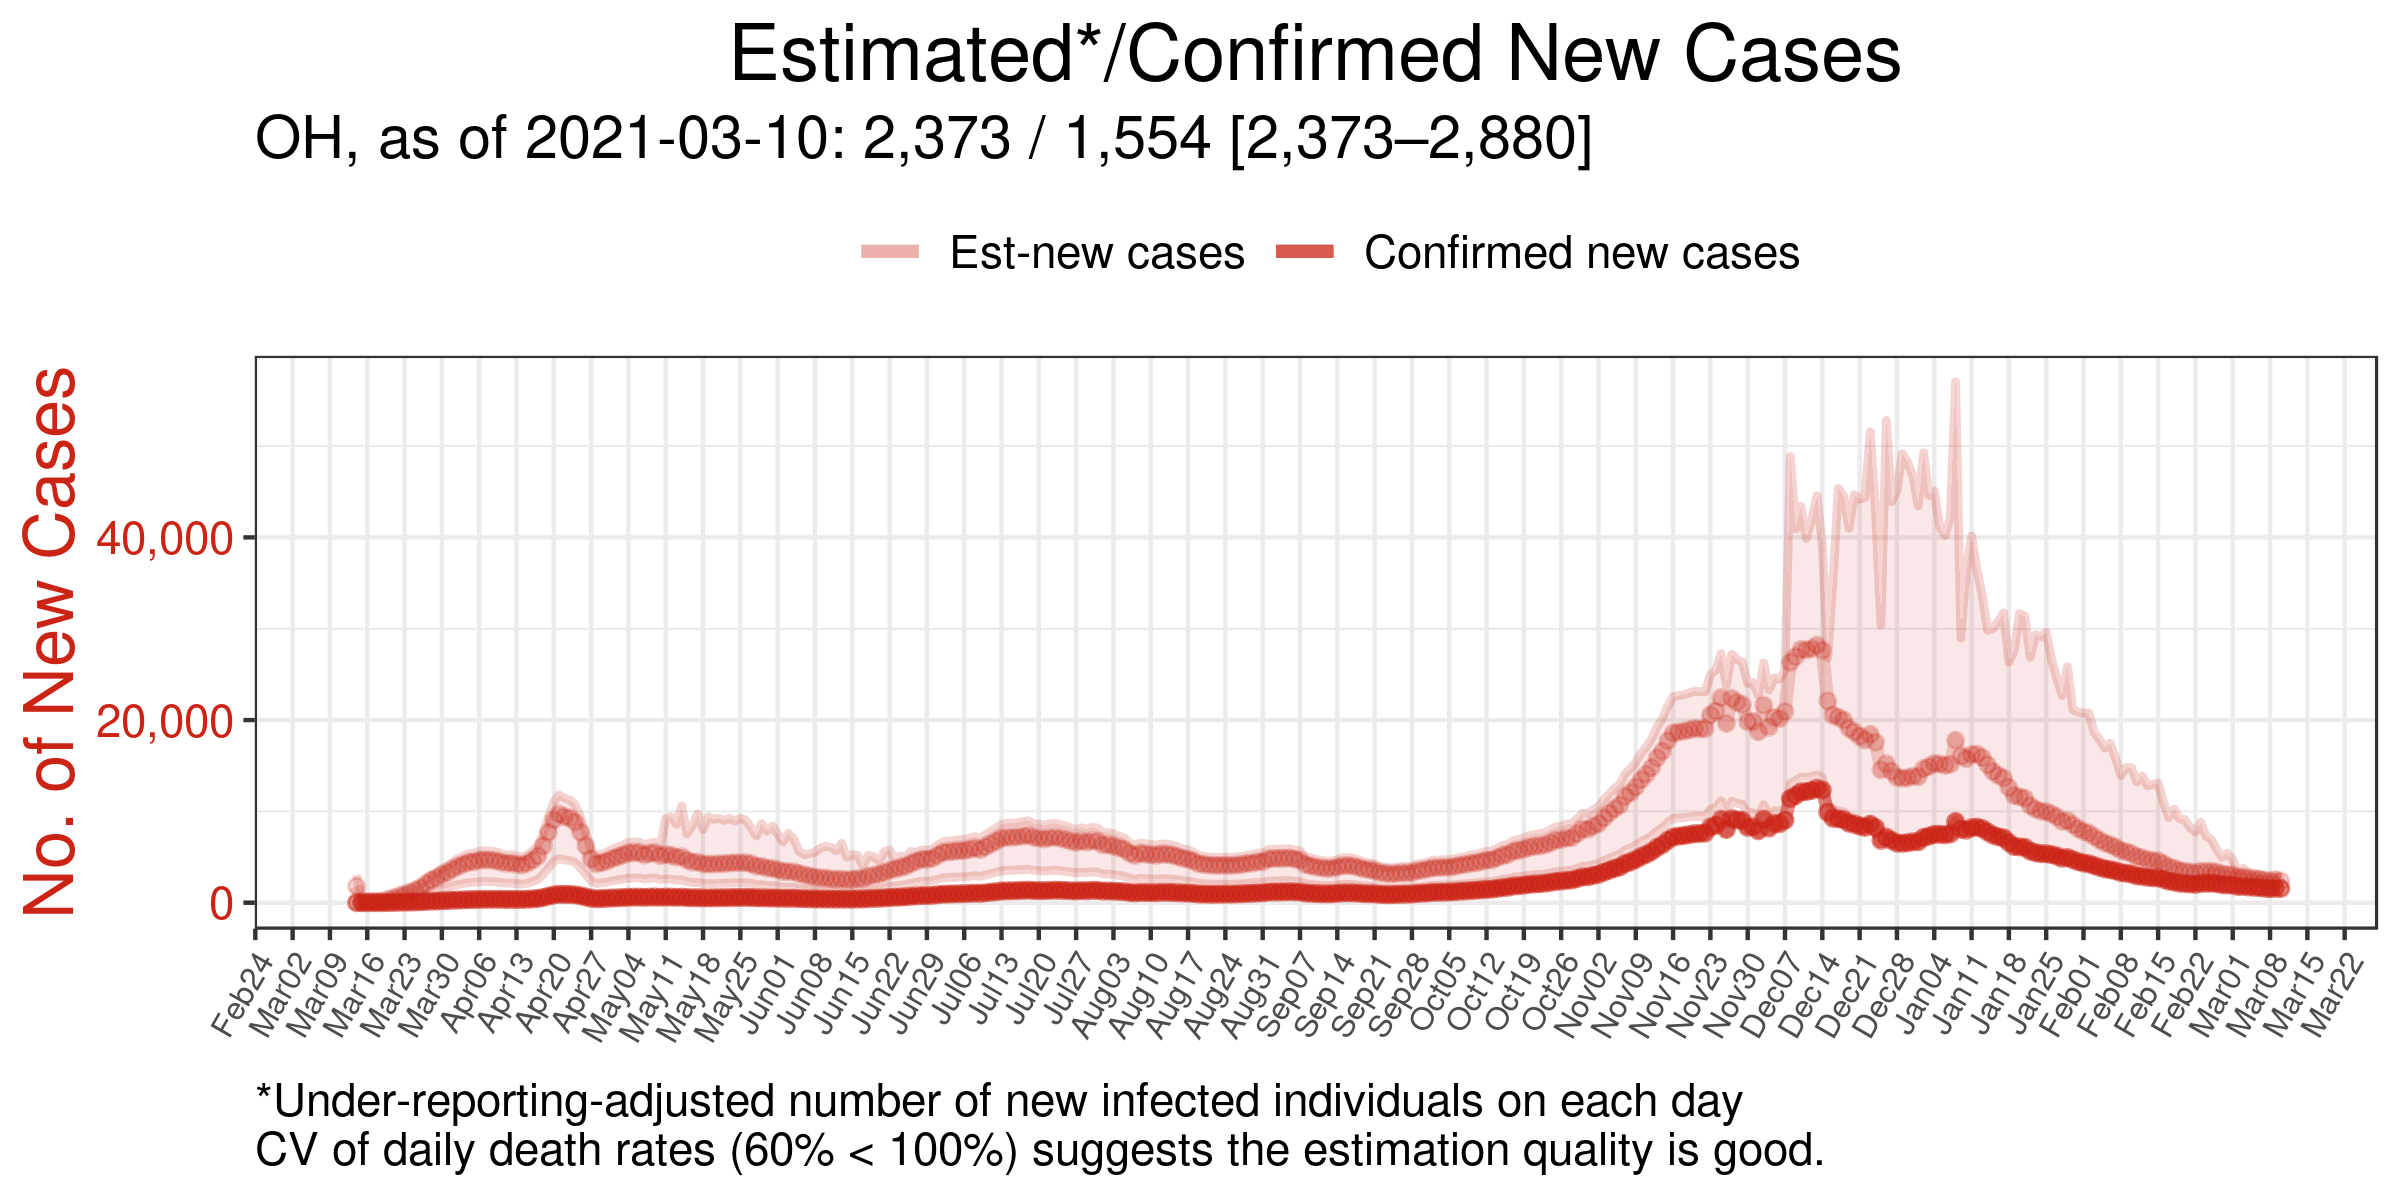 Estimated*/Confirmed New Cases
OH, as of 2021-03-10: 2,373 / 1,554 [2,373–2,880]
Est-new cases
Confirmed new cases
No. of New Cases
40,000
20,000
0
Feb24
Mar02
Mar09
Mar16
Mar23
Mar30
Apr06
Apr13
Apr20
Apr27
May04
May11
May18
May25
Jun01
Jun08
Jun15
Jun22
Jun29
Jul06
Jul13
Jul20
Jul27
Aug03
Aug10
Aug17
Aug24
Aug31
Sep07
Sep14
Sep21
Sep28
Oct05
Oct12
Oct19
Oct26
Nov02
Nov09
Nov16
Nov23
Nov30
Dec07
Dec14
Dec21
Dec28
Jan04
Jan11
Jan18
Jan25
Feb01
Feb08
Feb15
Feb22
Mar01
Mar08
Mar15
Mar22
*Under-reporting-adjusted number of new infected individuals on each day
CV of daily death rates (60% < 100%) suggests the estimation quality is good.